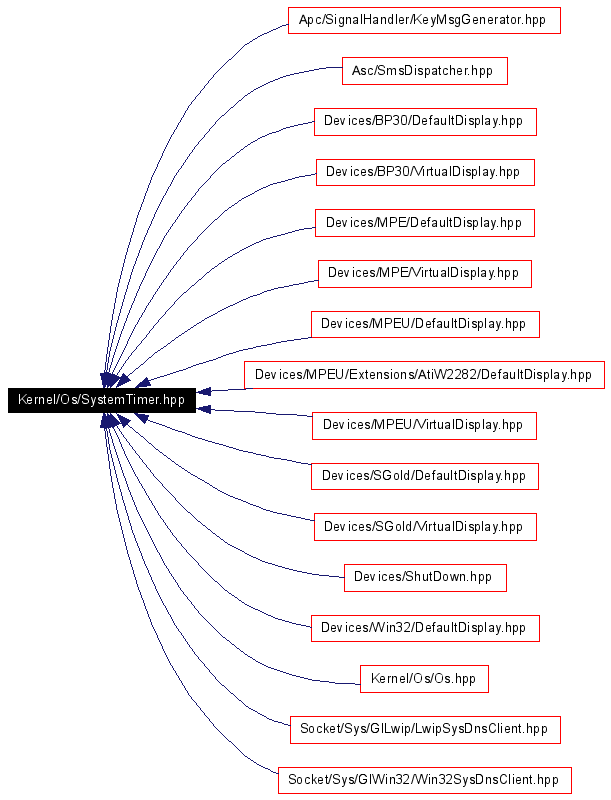 Apc/SignalHandler/KeyMsgGenerator.hpp
Asc/SmsDispatcher.hpp
Devices/BP30/DefaultDisplay.hpp
Devices/BP30/VirtualDisplay.hpp
Devices/MPE/DefaultDisplay.hpp
Devices/MPE/VirtualDisplay.hpp
Devices/MPEU/DefaultDisplay.hpp
Devices/MPEU/Extensions/AtiW2282/DefaultDisplay.hpp
Kernel/Os/SystemTimer.hpp
Devices/MPEU/VirtualDisplay.hpp
Devices/SGold/DefaultDisplay.hpp
Devices/SGold/VirtualDisplay.hpp
Devices/ShutDown.hpp
Devices/Win32/DefaultDisplay.hpp
Kernel/Os/Os.hpp
Socket/Sys/GILwip/LwipSysDnsClient.hpp
Socket/Sys/GIWin32/Win32SysDnsClient.hpp